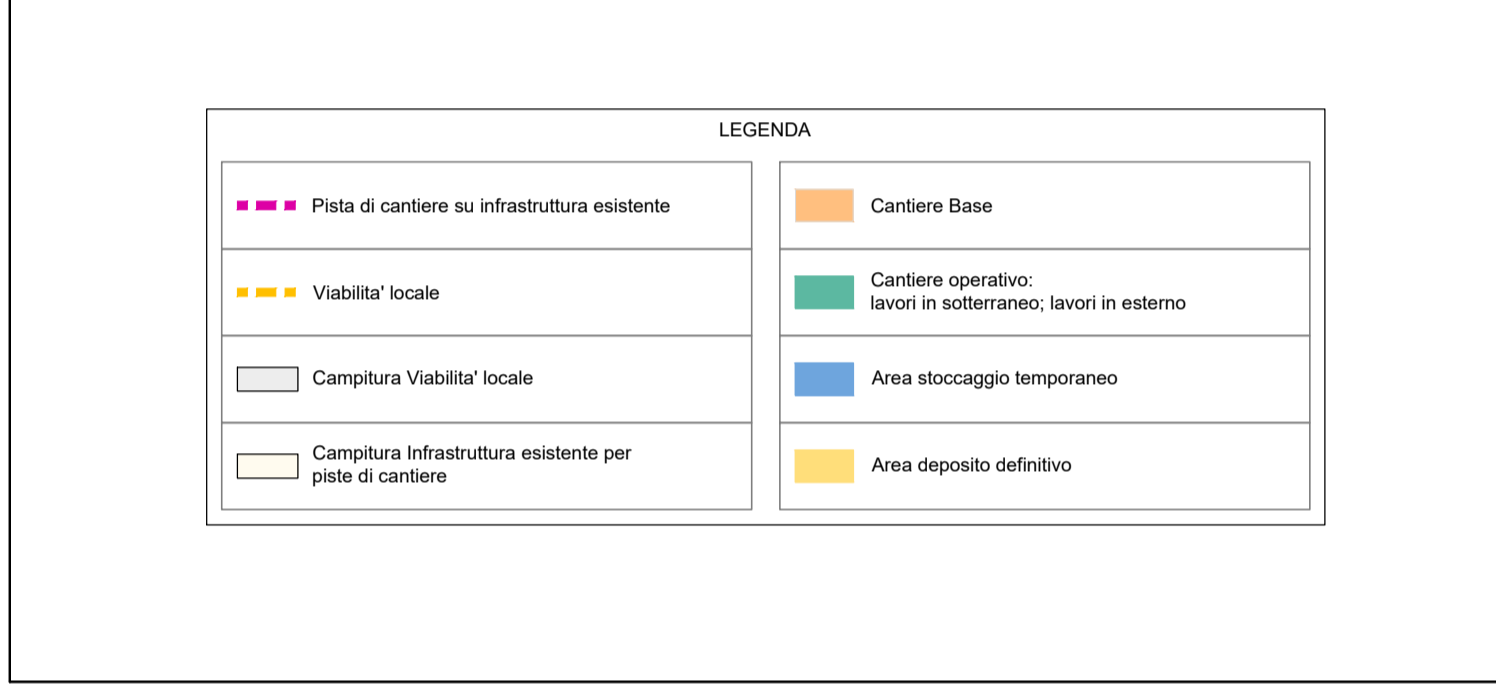 LEGENDA
Pista di cantiere su infrastruttura esistente
Viabilita' locale
Campitura Viabilita' locale
Campitura Infrastruttura esistente per
piste di cantiere
Cantiere Base
Cantiere operativo:
lavori in sotterraneo; lavori in esterno
Area stoccaggio temporaneo
Area deposito definitivo